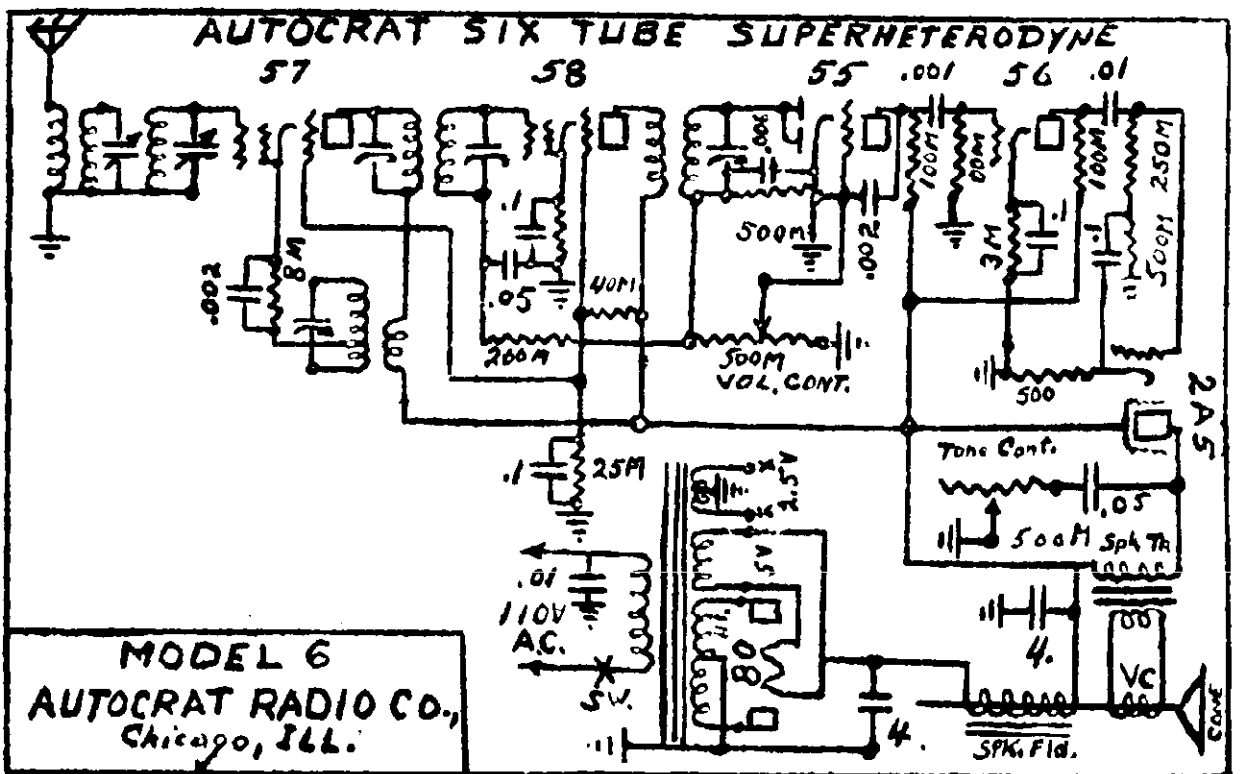 AUTOCRAT SIX TUBE SUPERHETERODYNE
57
58
55
.001
56
.01
.006
100M
00M
100M
250M
.1
500M
.002
3M
.1
.1
500M
8M
.002
.05
40M
200M
500M
VOL. CONT.
500
2A5
.1
25M
Tone Cont.
.05
500M
Spk TR
2.5V
5V
.01
110V
A.C.
SW.
H.V.
80
4.
4.
VC
CONE
SPK. Fld.
MODEL 6
AUTOCRAT RADIO CO.,
Chicago, ILL.